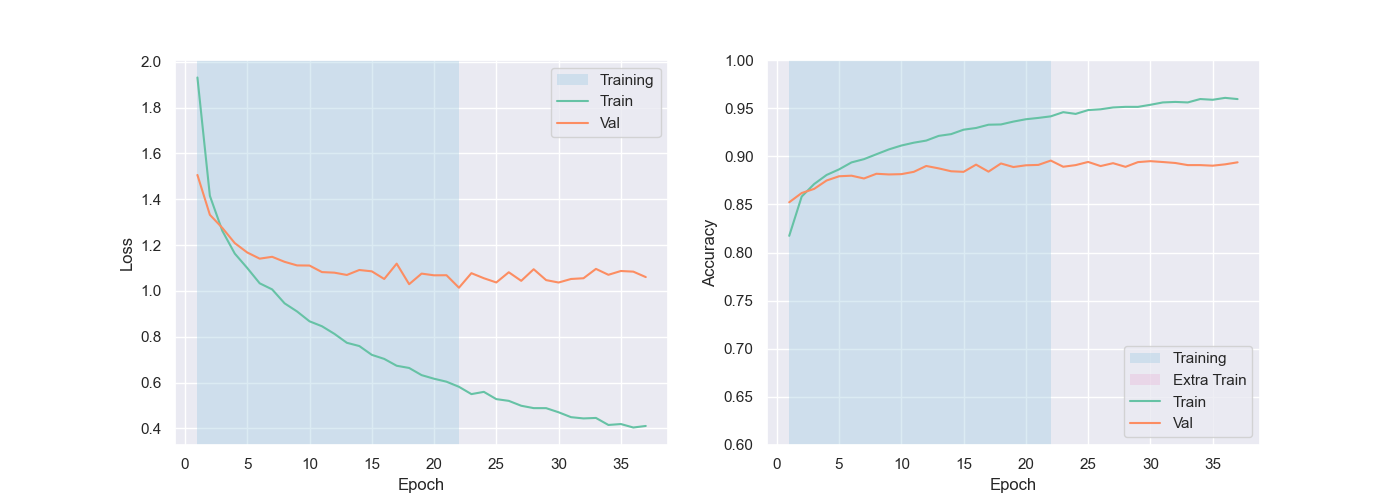 2.0
1.8
1.6
1.4
1.2
1.0
0.8
0.6
0.4
Loss
0 5 10 15 20 25 30 35
Epoch
Training
Train
Val
1.00
0.95
0.90
0.85
0.80
0.75
0.70
0.65
0.60
Accuracy
0 5 10 15 20 25 30 35
Epoch
Training
Extra Train
Train
Val